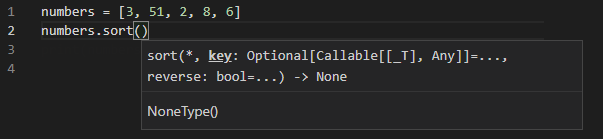 1 numbers = [3, 51, 2, 8, 6]
2 numbers.sort()
3
4
sort(*, key: Optional[Callable[[_T], Any]]=...,
reverse: bool=...) -> None
NoneType()